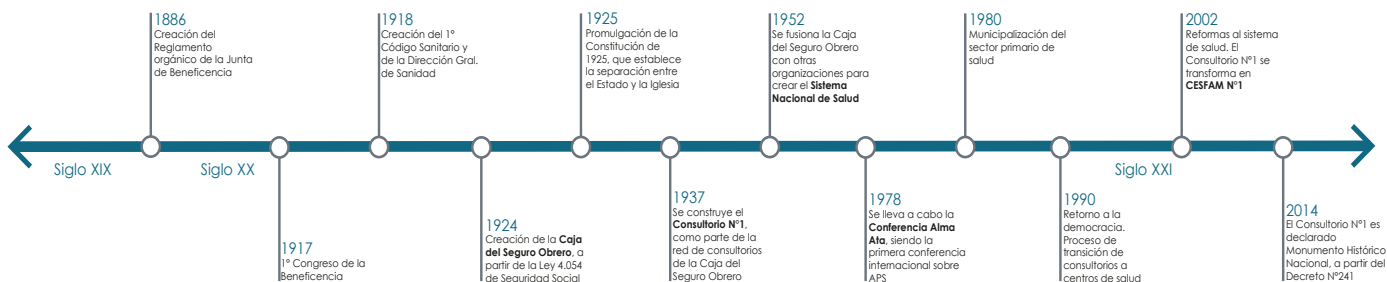 1886
Creación del
Reglamento
orgánico de la Junta
de Beneficencia
1918
Creación del 1º
Código Sanitario y
de la Dirección Gral.
de Sanidad
1925
Promulgación de la
Constitución de
1925, que establece
la separación entre
el Estado y la Iglesia
1952
Se fusiona la Caja
del Seguro Obrero
con otras
organizaciones para
crear el Sistema
Nacional de Salud
1980
Municipalización del
sector primario de
salud
2002
Reformas al sistema
de salud. El
Consultorio Nº1 se
transforma en
CESFAM Nº1
Siglo XIX
Siglo XX
Siglo XXI
1917
1º Congreso de la
Beneficencia
1924
Creación de la Caja
del Seguro Obrero, a
partir de la Ley 4.054
de Seguridad Social
1937
Se construye el
Consultorio Nº1,
como parte de la
red de consultorios
de la Caja del
Seguro Obrero
1978
Se lleva a cabo la
Conferencia Alma
Ata, siendo la
primera conferencia
internacional sobre
APS
1990
Retorno a la
democracia.
Proceso de
transición de
consultorios a
centros de salud
2014
El Consultorio Nº1 es
declarado
Monumento Histórico
Nacional, a partir del
Decreto Nº241